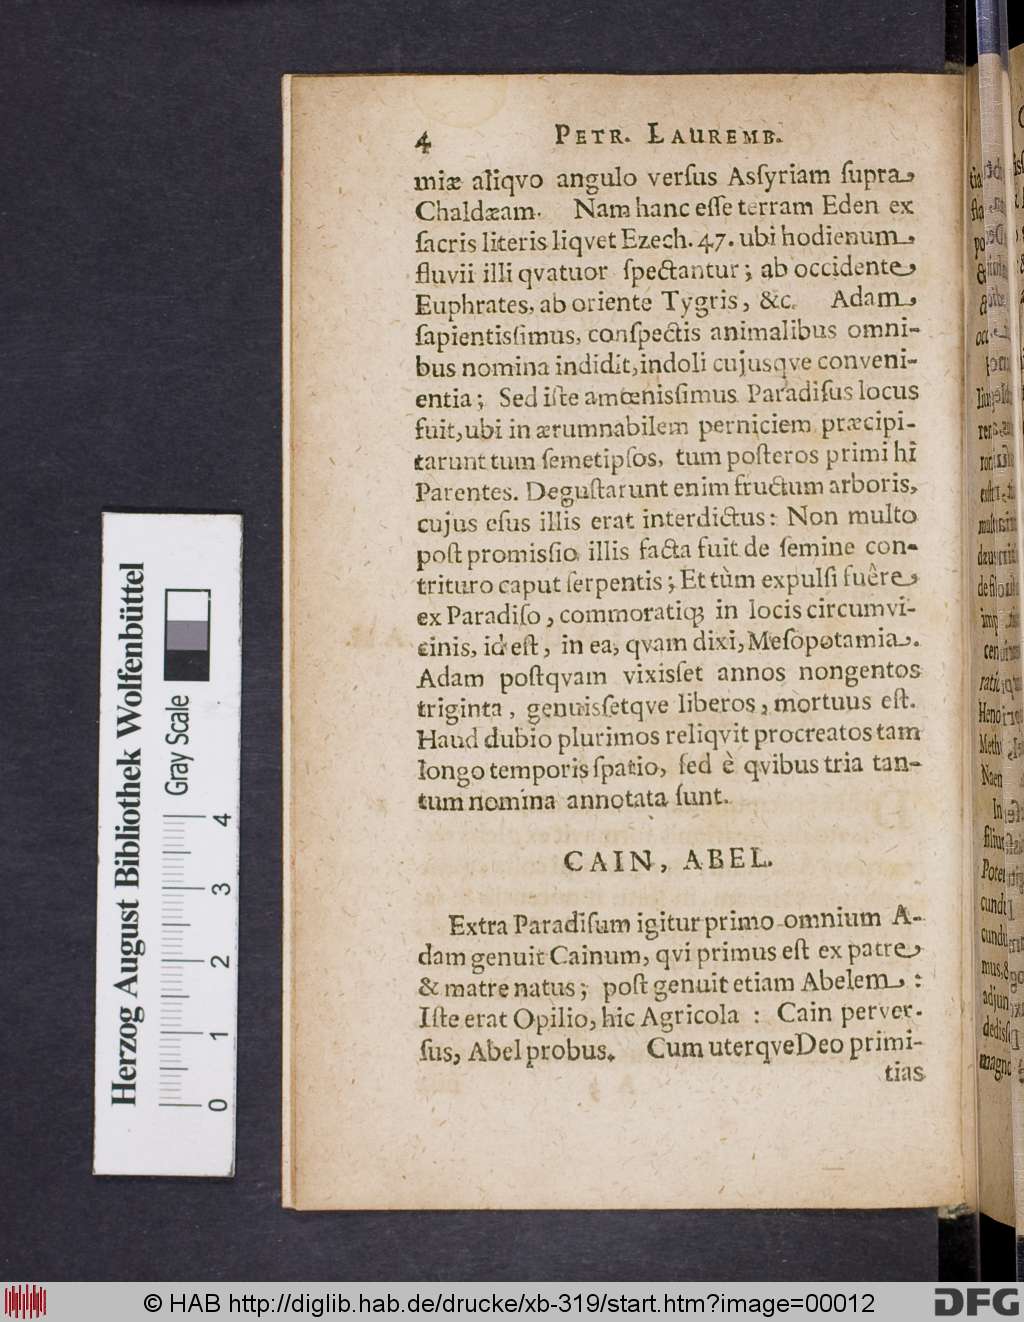 4 PETR. LAUREMB.
miæ aliqvo angulo verſus Aſſyriam ſupra
Chaldæam. Nam hanc eſſe terram Eden ex
ſacris literis liqvet Ezech. 47. ubi hodienum
fluvii illi qvatuor ſpectantur; ab occidente
Euphrates, ab oriente Tygris, &c. Adam,
ſapientisſimus, conſpectis animalibus omni-
bus nomina indidit, indoli cujusqve conveni-
entia; Sed iſte amœnisſimus Paradiſus locus
fuit, ubi in ærumnabilem perniciem præcipi-
tarunt tum ſemetipſos, tum poſteros primi hi
Parentes. Deguſtarunt enim fructum arboris,
cujus eſus illis erat interdictus: Non multo
poſt promisſio illis facta fuit de ſemine con-
trituro caput ſerpentis; Et tùm expulſi fuêre
ex Paradiſo, commoratiq; in locis circumvi-
cinis, id eſt, in ea, qvam dixi, Meſopotamia.
Adam poſtqvam vixisſet annos nongentos
triginta, genuisſetqve liberos, mortuus eſt.
Haud dubio plurimos reliqvit procreatos tam
longo temporis ſpatio, ſed è qvibus tria tan-
tum nomina annotata ſunt.
CAIN, ABEL.
Extra Paradiſum igitur primo omnium A-
dam genuit Cainum, qvi primus eſt ex patre
& matre natus; poſt genuit etiam Abelem:
Iſte erat Opilio, hic Agricola: Cain perver-
ſus, Abel probus. Cum uterqve Deo primi-
tias
Herzog August Bibliothek Wolfenbüttel
Gray Scale
0 1 2 3 4
© HAB http://diglib.hab.de/drucke/xb-319/start.htm?image=00012
DFG